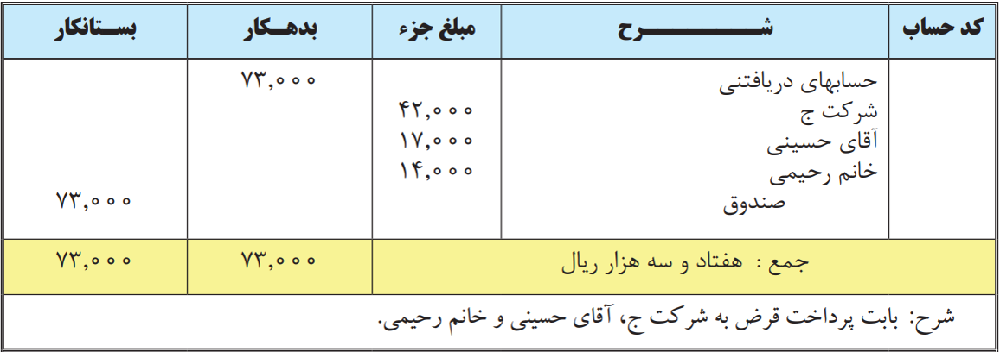 کد حساب شـــــــــــــرح مبلغ جزء بدهــکار بســتانکار
حسابهای دریافتنی ۷۳,۰۰۰
شرکت ج ۴۲,۰۰۰
آقای حسینی ۱۷,۰۰۰
خانم رحیمی ۱۴,۰۰۰
صندوق ۷۳,۰۰۰
جمع : هفتاد و سه هزار ریال ۷۳,۰۰۰ ۷۳,۰۰۰
شرح: بابت پرداخت قرض به شرکت ج، آقای حسینی و خانم رحیمی.